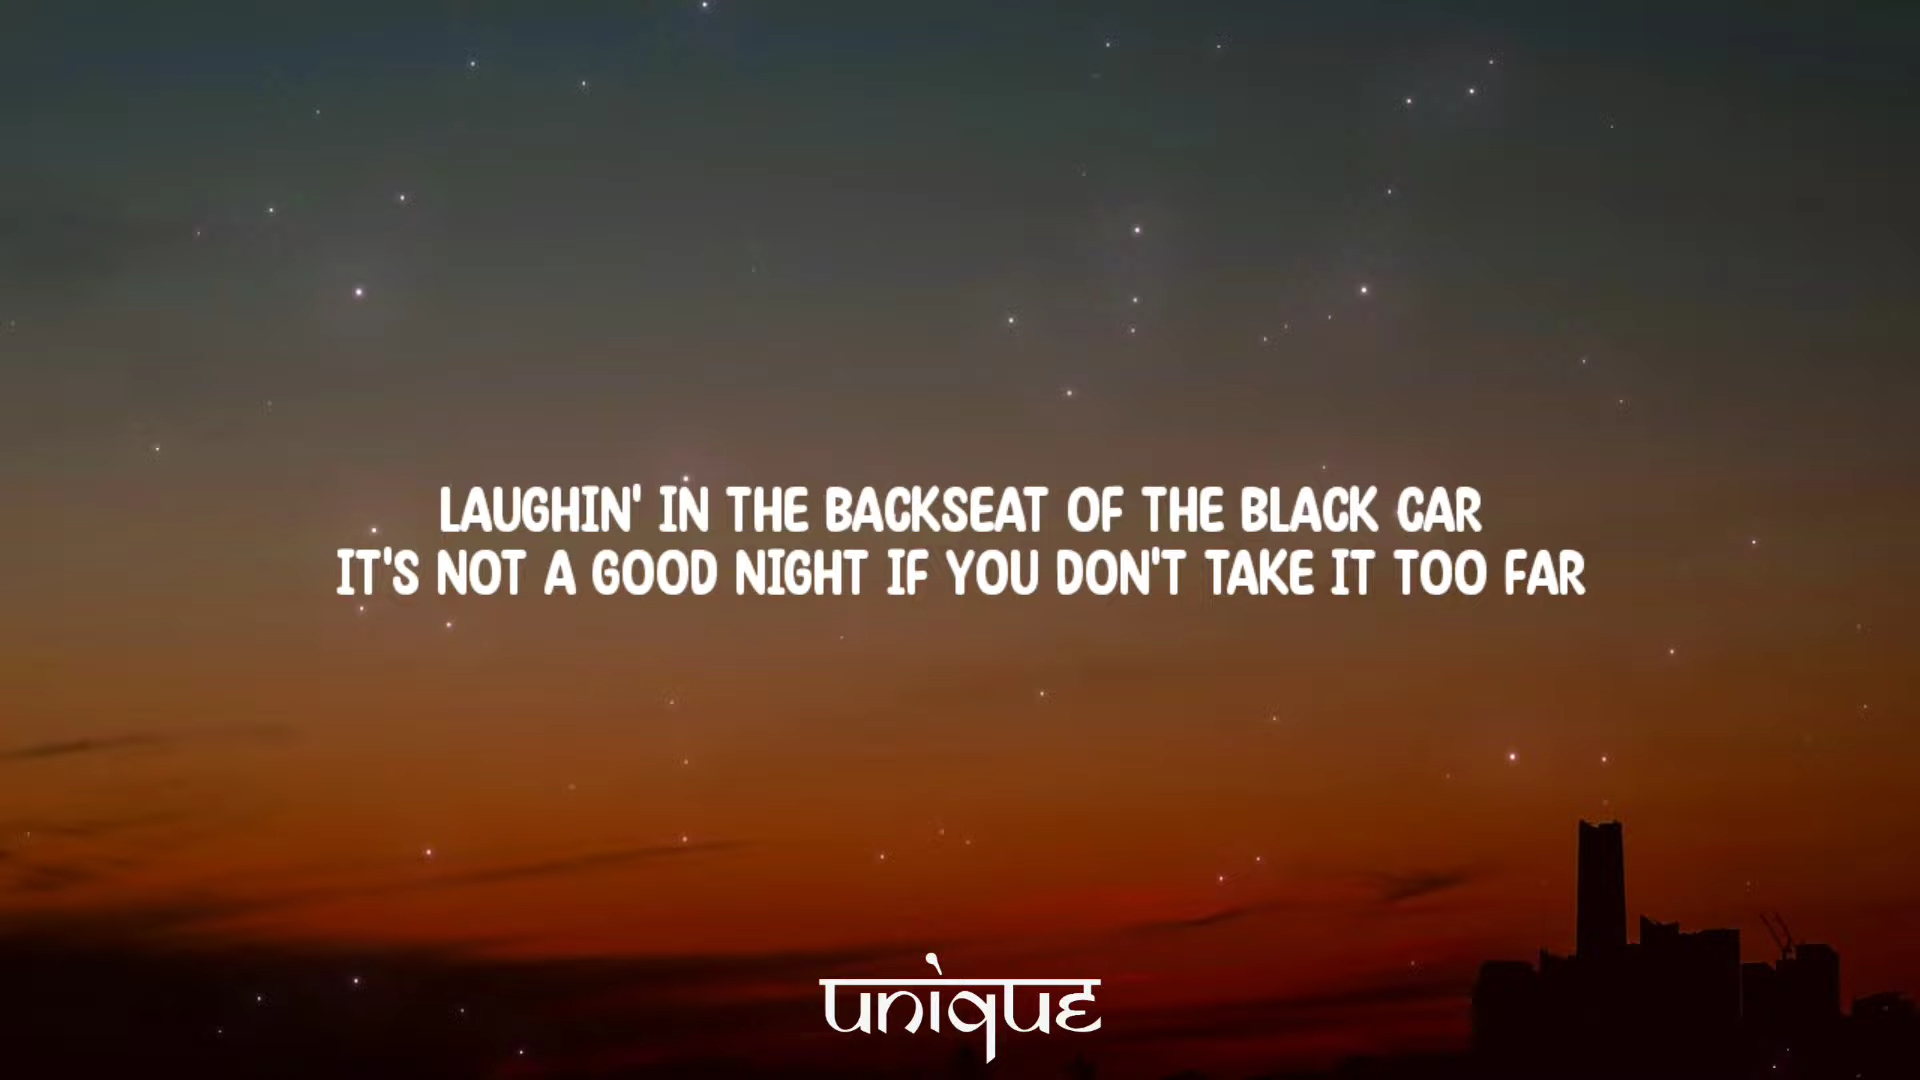 LAUGHIN' IN THE BACKSEAT OF THE BLACK CAR
IT'S NOT A GOOD NIGHT IF YOU DON'T TAKE IT TOO FAR
unique